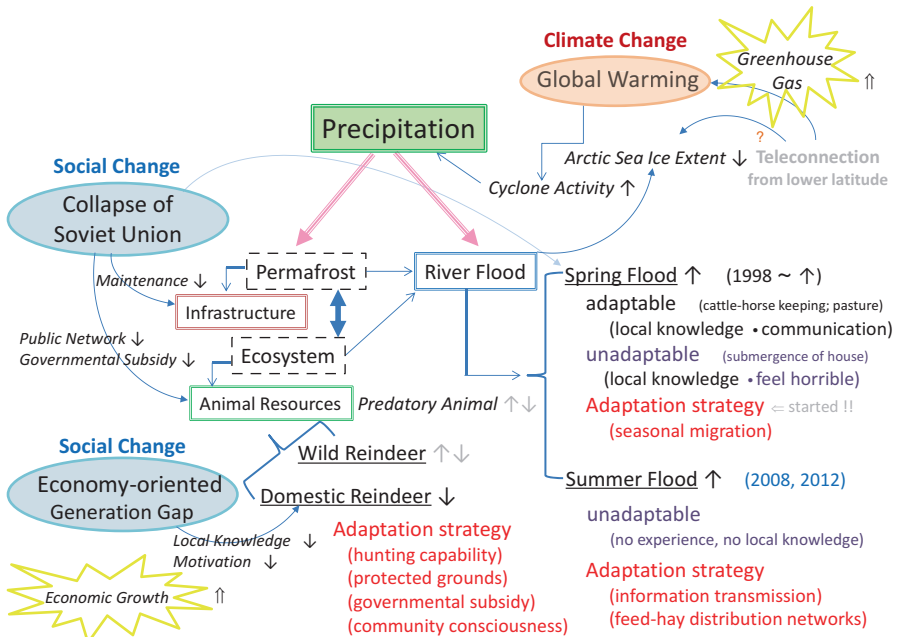 Climate Change
Global Warming
Greenhouse
Gas ⇑
Precipitation
? 
Arctic Sea Ice Extent ↓
Teleconnection
from lower latitude
Cyclone Activity ↑
Social Change
Collapse of
Soviet Union
Maintenance ↓
Permafrost
River Flood
Infrastructure
Public Network ↓
Governmental Subsidy ↓
Ecosystem
Animal Resources
Predatory Animal ↑↓
Wild Reindeer ↑↓
Domestic Reindeer ↓
Social Change
Economy-oriented
Generation Gap
Local Knowledge ↓
Motivation ↓
Economic Growth ⇑
Adaptation strategy
(hunting capability)
(protected grounds)
(governmental subsidy)
(community consciousness)
Spring Flood ↑ (1998 ~ ↑)
adaptable (cattle-horse keeping; pasture)
(local knowledge • communication)
unadaptable (submergence of house)
(local knowledge • feel horrible)
Adaptation strategy ⇐ started !!
(seasonal migration)
Summer Flood ↑ (2008, 2012)
unadaptable
(no experience, no local knowledge)
Adaptation strategy
(information transmission)
(feed-hay distribution networks)